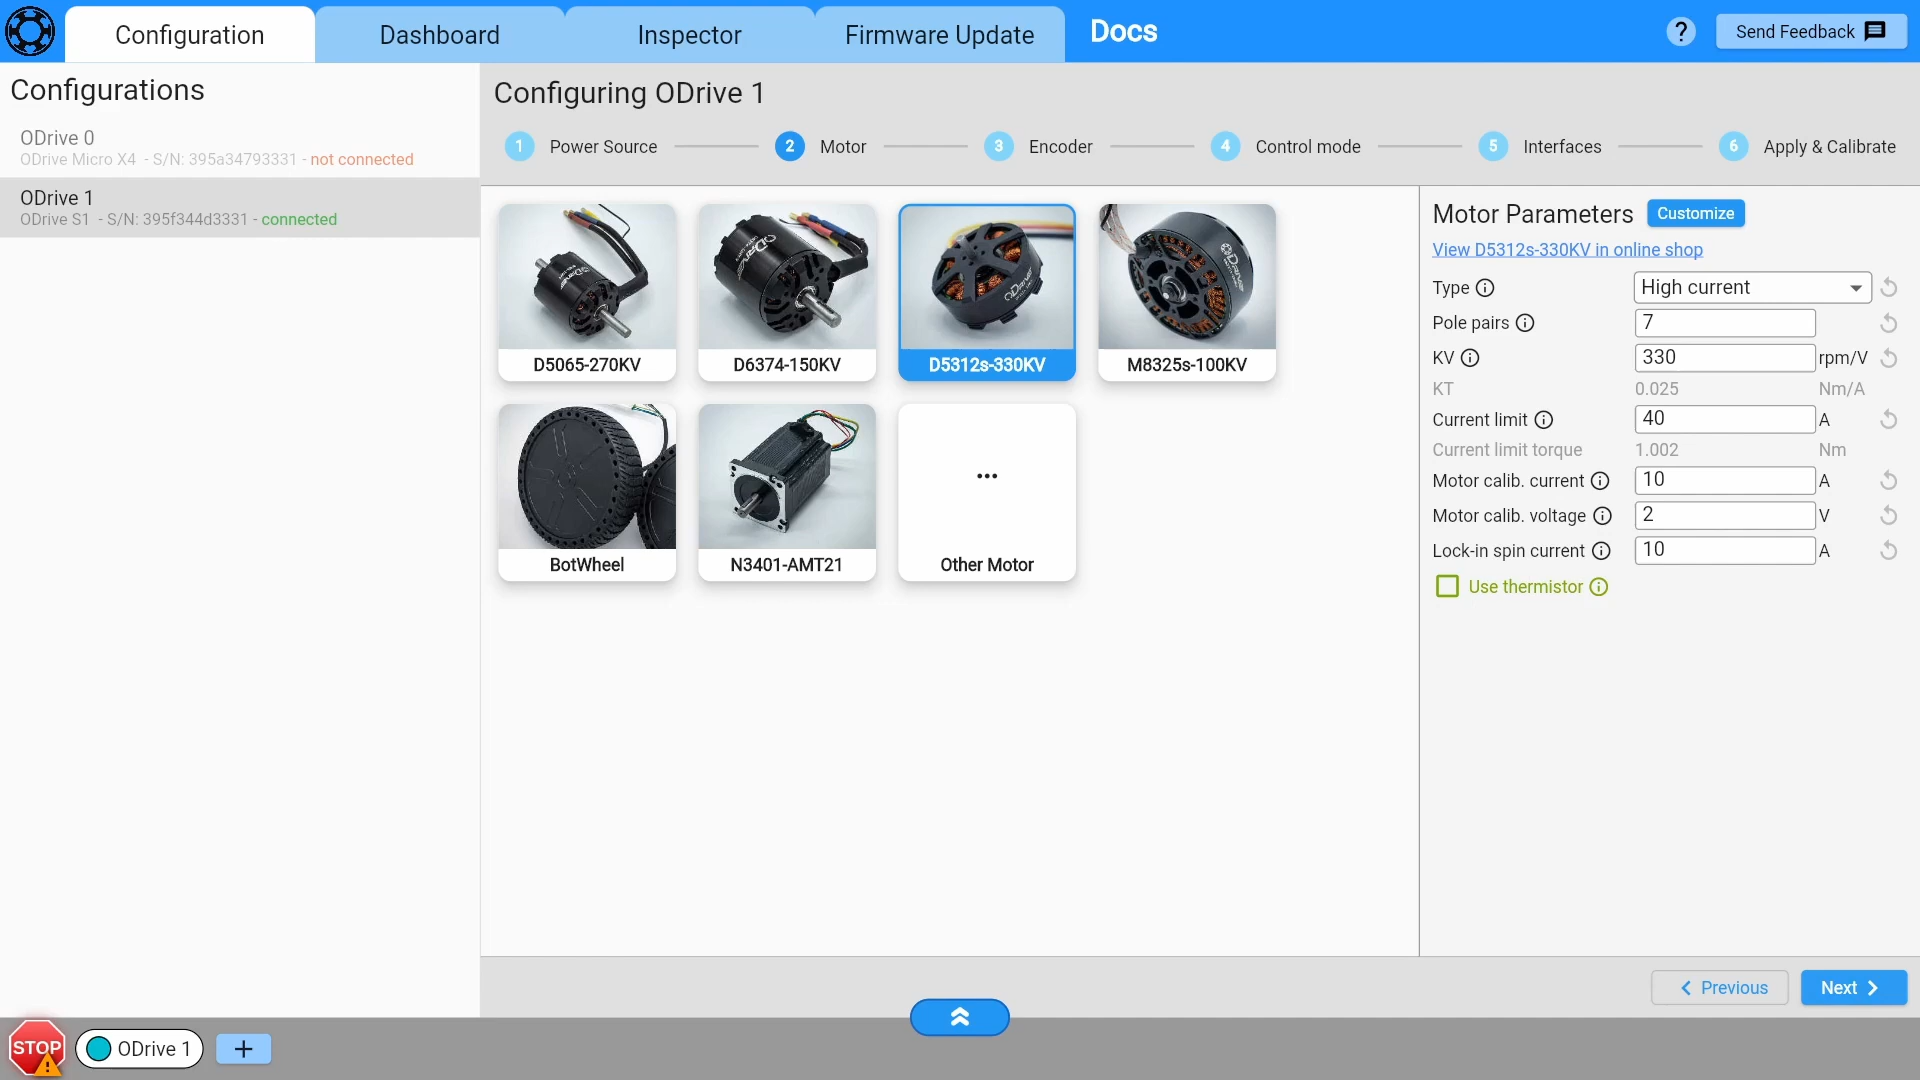 Configuration
Dashboard
Inspector
Firmware Update
Docs
?
Send Feedback
Configurations
ODrive 0
ODrive Micro X4 - S/N: 395a34793331 - not connected
ODrive 1
ODrive S1 - S/N: 395f344d3331 - connected
Configuring ODrive 1
1 Power Source
2 Motor
3 Encoder
4 Control mode
5 Interfaces
6 Apply & Calibrate
D5065-270KV
D6374-150KV
D5312s-330KV
M8325s-100KV
BotWheel
N3401-AMT21
...
Other Motor
Motor Parameters Customize
View D5312s-330KV in online shop
Type High current
Pole pairs 7
KV 330 rpm/V
KT 0.025 Nm/A
Current limit 40 A
Current limit torque 1.002 Nm
Motor calib. current 10 A
Motor calib. voltage 2 V
Lock-in spin current 10 A
Use thermistor
Previous
Next
STOP
ODrive 1
+